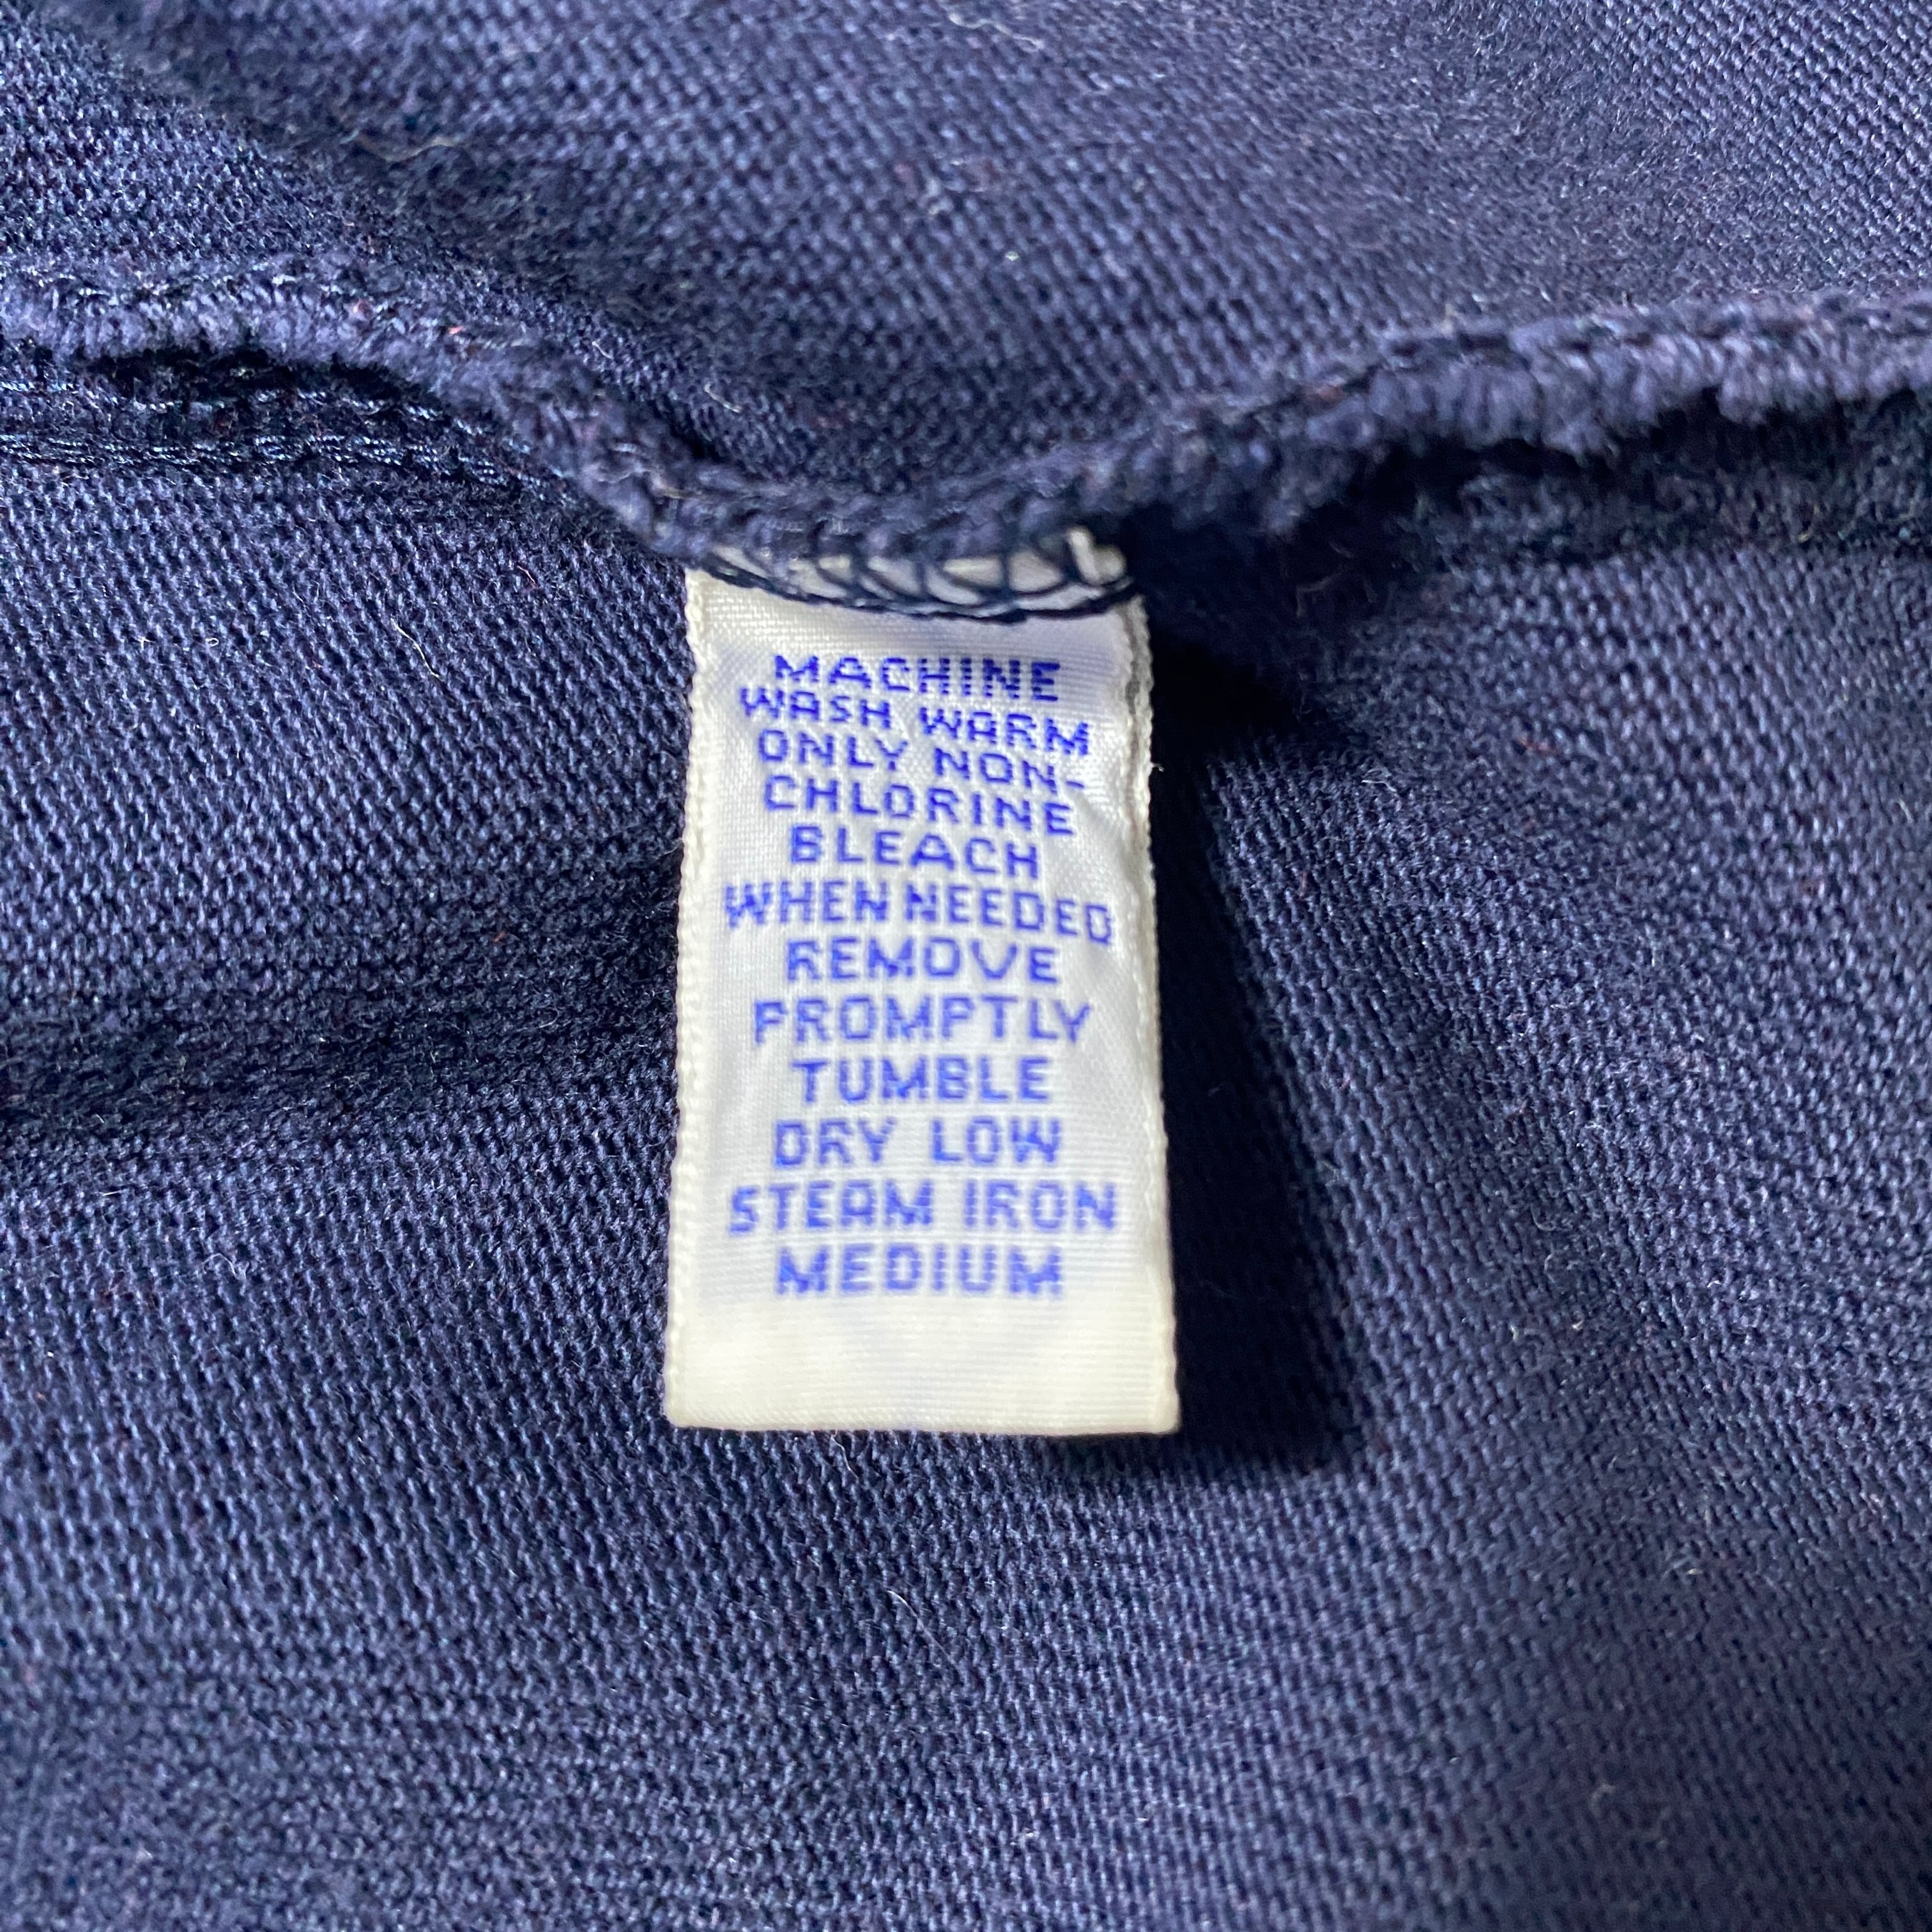 MACHINE
WASH WARM
ONLY NON-
CHLORINE
BLEACH
WHEN NEEDED
REMOVE
PROMPTLY
TUMBLE
DRY LOW
STEAM IRON
MEDIUM